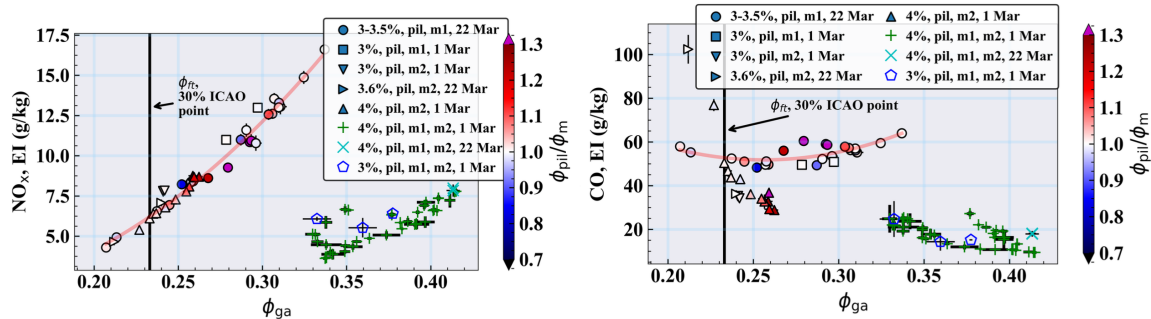 17.5
15.0
12.5
10.0
7.5
5.0
NOx, EI (g/kg)
0.20
0.25
0.30
0.35
0.40
ϕga
ϕft,
30% ICAO
point
3-3.5%, pil, m1, 22 Mar
3%, pil, m1, 1 Mar
3%, pil, m2, 1 Mar
3.6%, pil, m2, 22 Mar
4%, pil, m2, 1 Mar
4%, pil, m1, m2, 1 Mar
4%, pil, m1, m2, 22 Mar
3%, pil, m1, m2, 1 Mar
1.3
1.2
1.1
1.0
0.9
0.8
0.7
ϕpil/ϕm
100
80
60
40
20
CO, EI (g/kg)
0.20
0.25
0.30
0.35
0.40
ϕga
ϕft, 30% ICAO point
3-3.5%, pil, m1, 22 Mar
3%, pil, m1, 1 Mar
3%, pil, m2, 1 Mar
3.6%, pil, m2, 22 Mar
4%, pil, m2, 1 Mar
4%, pil, m1, m2, 1 Mar
4%, pil, m1, m2, 22 Mar
3%, pil, m1, m2, 1 Mar
1.3
1.2
1.1
1.0
0.9
0.8
0.7
ϕpil/ϕm